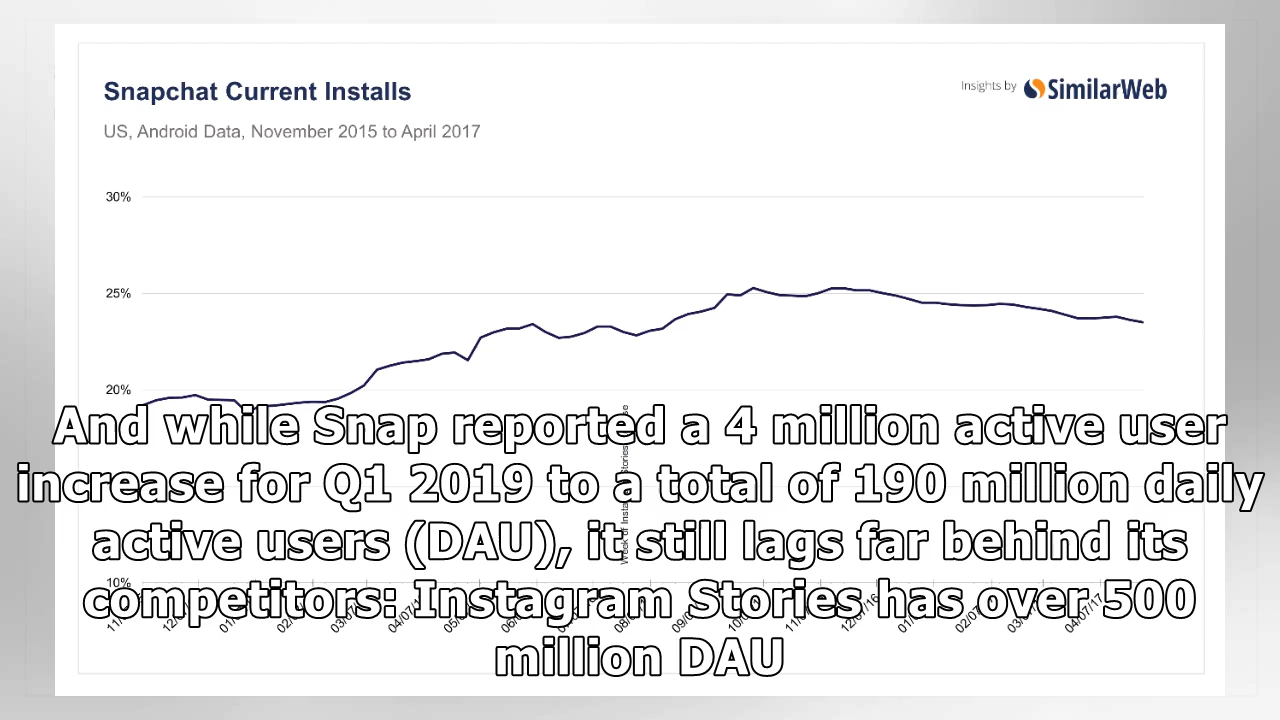 Snapchat Current Installs
Insights by SimilarWeb
US, Android Data, November 2015 to April 2017
30%
25%
20%
And while Snap reported a 4 million active user
increase for Q1 2019 to a total of 190 million daily
active users (DAU), it still lags far behind its
competitors: Instagram Stories has over 500
million DAU
10%